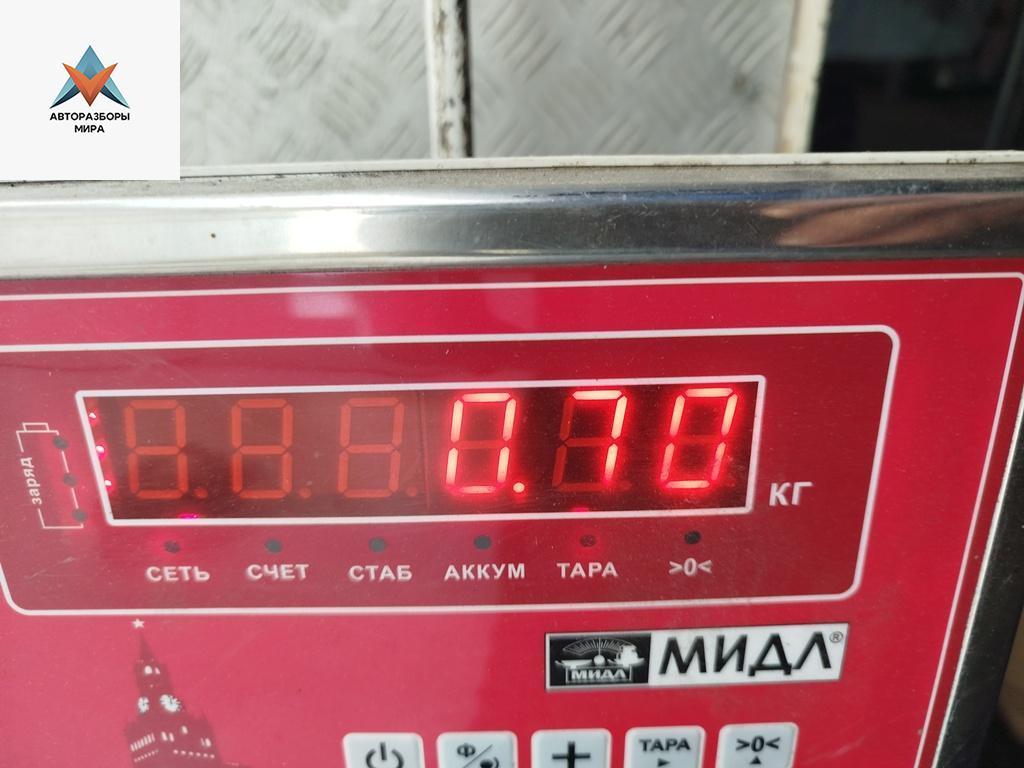 АВТОРАЗБОРЫ
МИРА
0.70
КГ
заряд
СЕТЬ СЧЕТ СТАБ АККУМ ТАРА >0<
МИДЛ МИДЛ®
Ф
ТАРА >0<